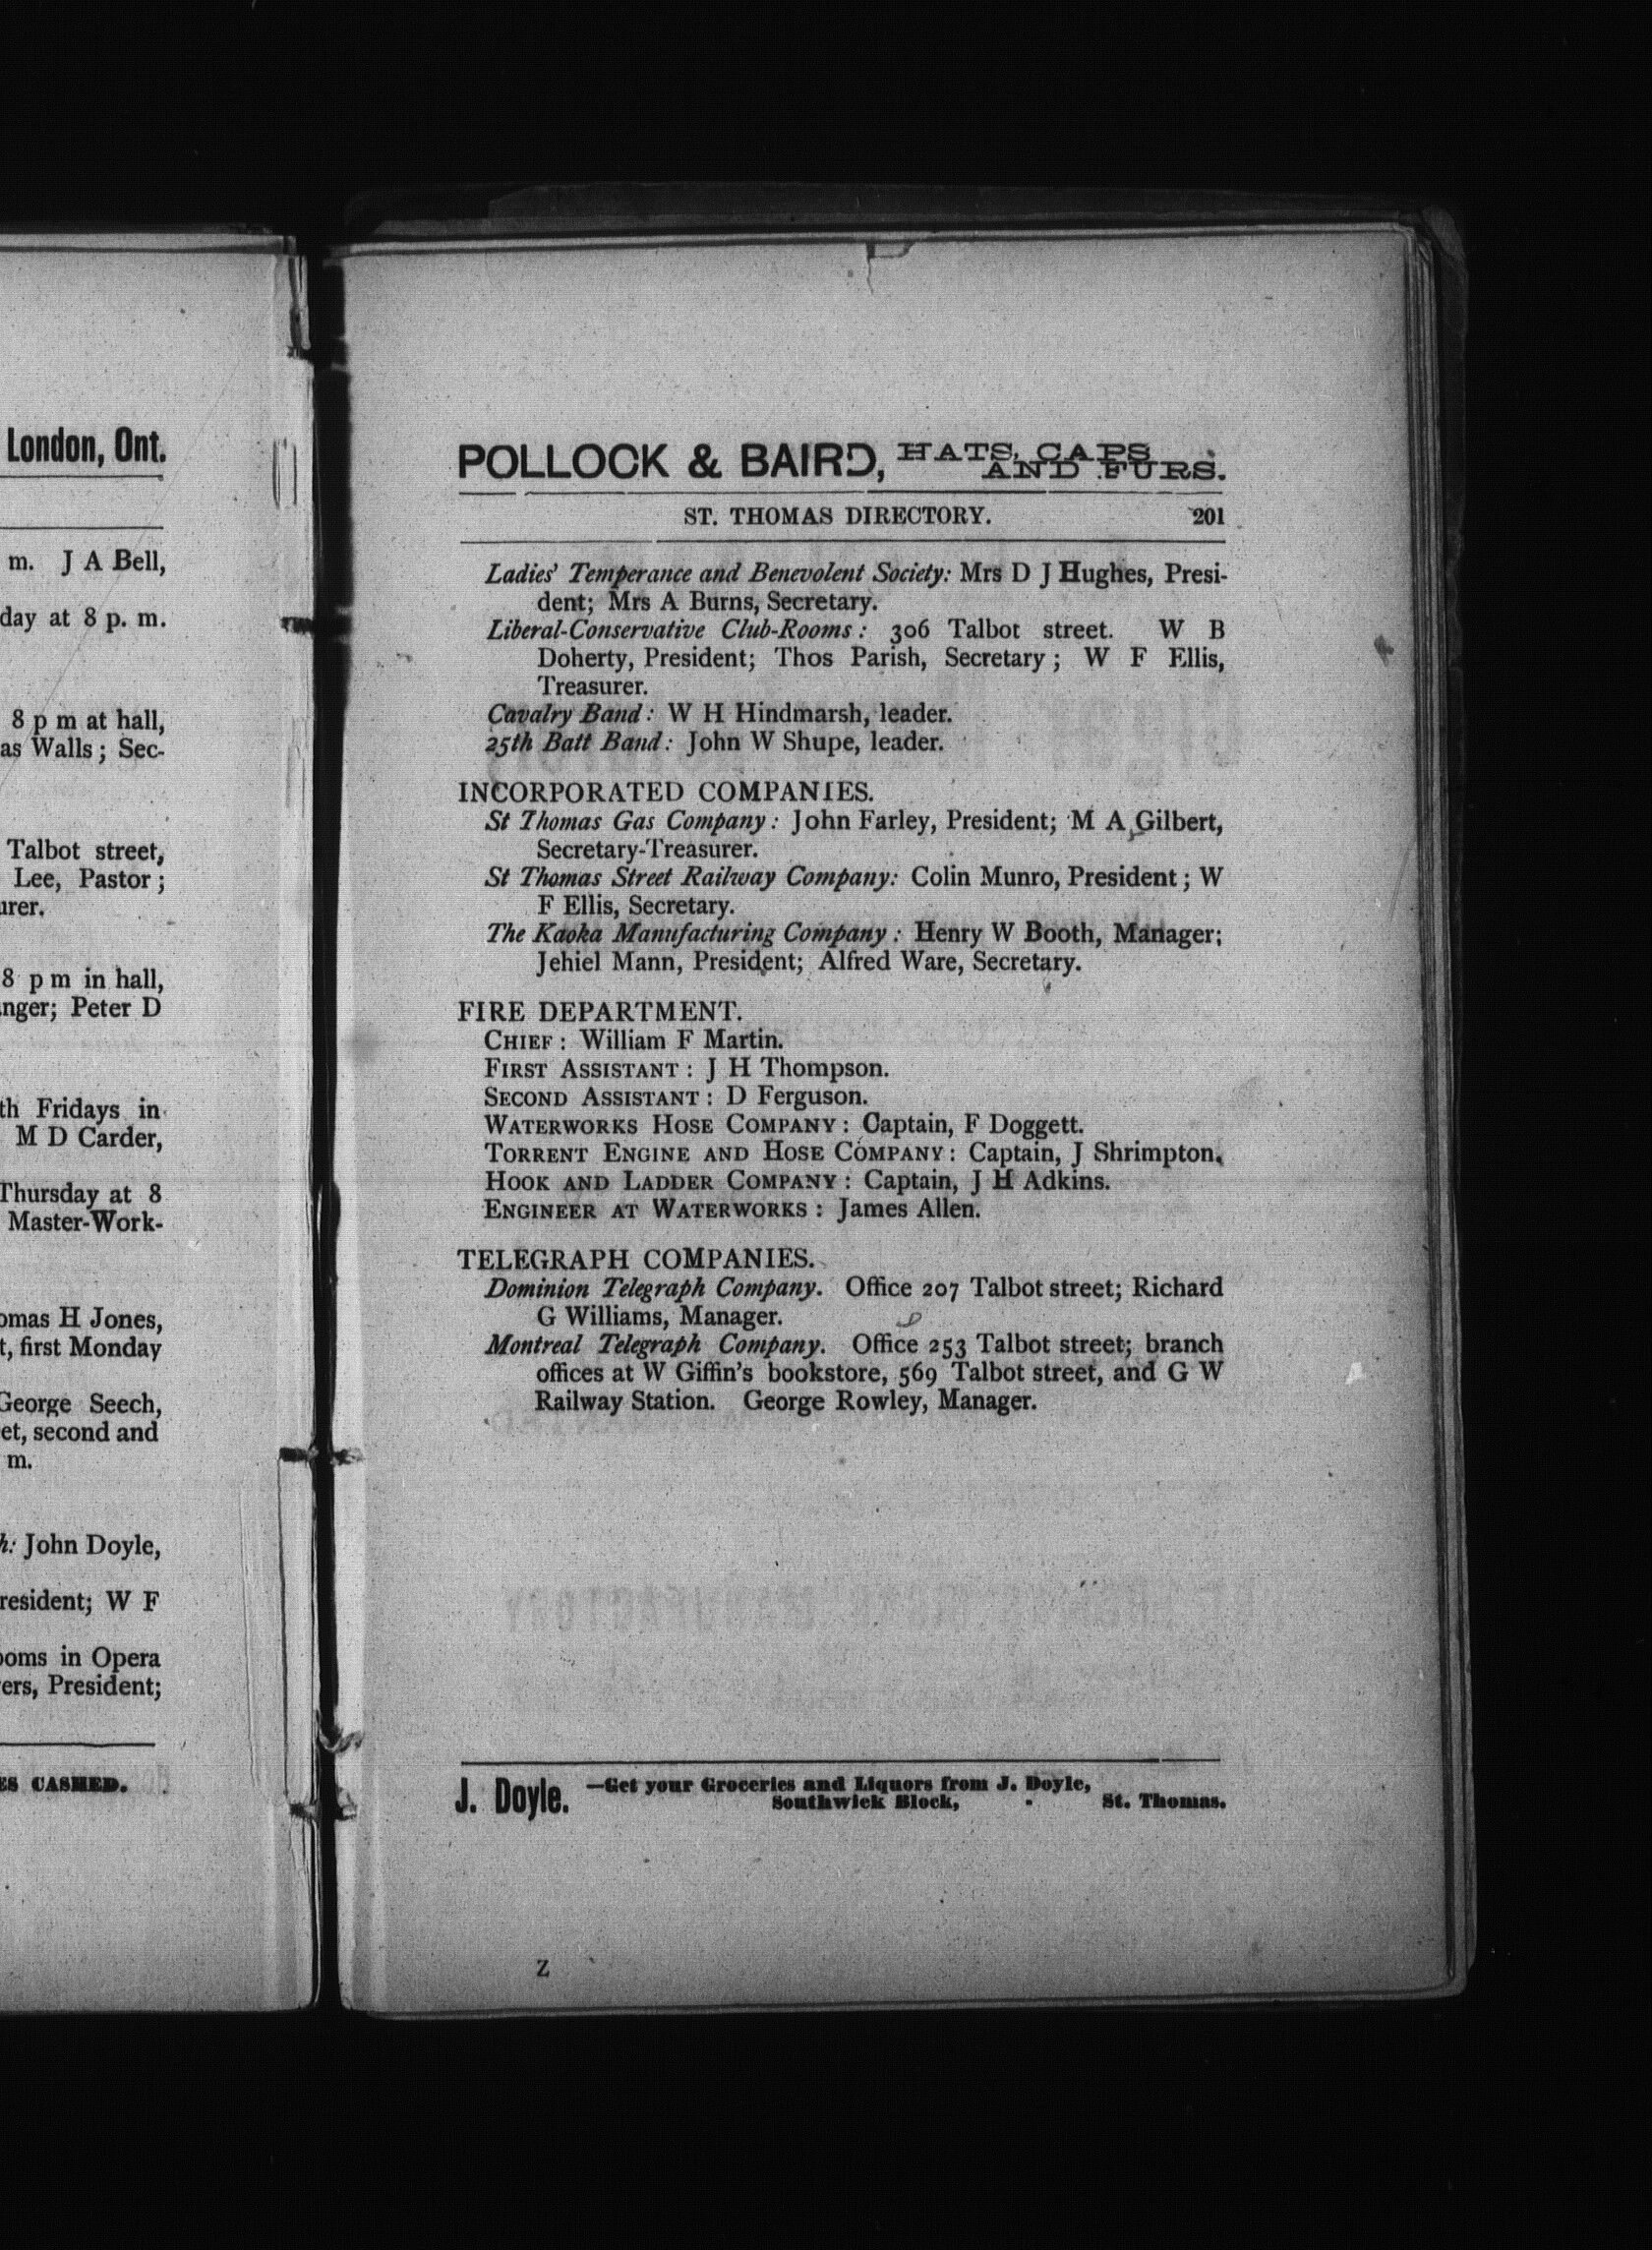 London, Ont.
m. J A Bell,
day at 8 p. m.
8 p m at hall,
as Walls ; Sec-
Talbot street,
Lee, Pastor ;
urer.
8 p m in hall,
nger; Peter D
th Fridays in
M D Carder,
Thursday at 8
Master-Work-
omas H Jones,
t, first Monday
George Seech,
et, second and
m.
h: John Doyle,
resident; W F
ooms in Opera
ers, President;
ES CASHED.
POLLOCK & BAIRD, HATS, CAPS
AND FURS.
ST. THOMAS DIRECTORY. 201
Ladies' Temperance and Benevolent Society: Mrs D J Hughes, Presi-
dent; Mrs A Burns, Secretary.
Liberal-Conservative Club-Rooms : 306 Talbot street. W B
Doherty, President; Thos Parish, Secretary ; W F Ellis,
Treasurer.
Cavalry Band : W H Hindmarsh, leader.
25th Batt Band : John W Shupe, leader.
INCORPORATED COMPANIES.
St Thomas Gas Company : John Farley, President; M A Gilbert,
Secretary-Treasurer.
St Thomas Street Railway Company: Colin Munro, President ; W
F Ellis, Secretary.
The Kaoka Manufacturing Company : Henry W Booth, Manager;
Jehiel Mann, President; Alfred Ware, Secretary.
FIRE DEPARTMENT.
CHIEF : William F Martin.
FIRST ASSISTANT : J H Thompson.
SECOND ASSISTANT : D Ferguson.
WATERWORKS HOSE COMPANY : Captain, F Doggett.
TORRENT ENGINE AND HOSE COMPANY : Captain, J Shrimpton.
HOOK AND LADDER COMPANY : Captain, J H Adkins.
ENGINEER AT WATERWORKS : James Allen.
TELEGRAPH COMPANIES.
Dominion Telegraph Company. Office 207 Talbot street; Richard
G Williams, Manager.
Montreal Telegraph Company. Office 253 Talbot street; branch
offices at W Giffin's bookstore, 569 Talbot street, and G W
Railway Station. George Rowley, Manager.
J. Doyle. —Get your Groceries and Liquors from J. Doyle,
Southwick Block, - St. Thomas.
Z